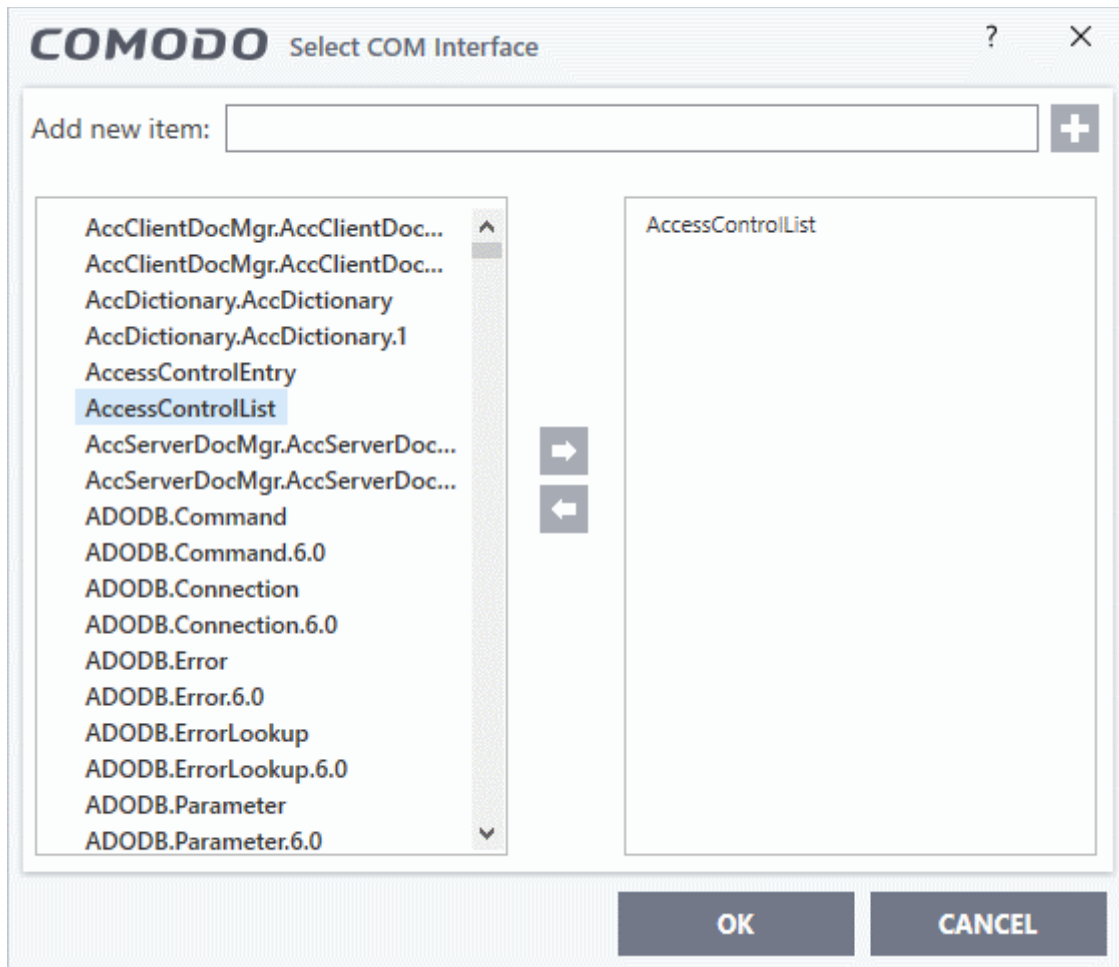 COMODO Select COM Interface ? ×
Add new item:
AccClientDocMgr.AccClientDoc...
AccClientDocMgr.AccClientDoc...
AccDictionary.AccDictionary
AccDictionary.AccDictionary.1
AccessControlEntry
AccessControlList
AccServerDocMgr.AccServerDoc...
AccServerDocMgr.AccServerDoc...
ADODB.Command
ADODB.Command.6.0
ADODB.Connection
ADODB.Connection.6.0
ADODB.Error
ADODB.Error.6.0
ADODB.ErrorLookup
ADODB.ErrorLookup.6.0
ADODB.Parameter
ADODB.Parameter.6.0
AccessControlList
OK CANCEL